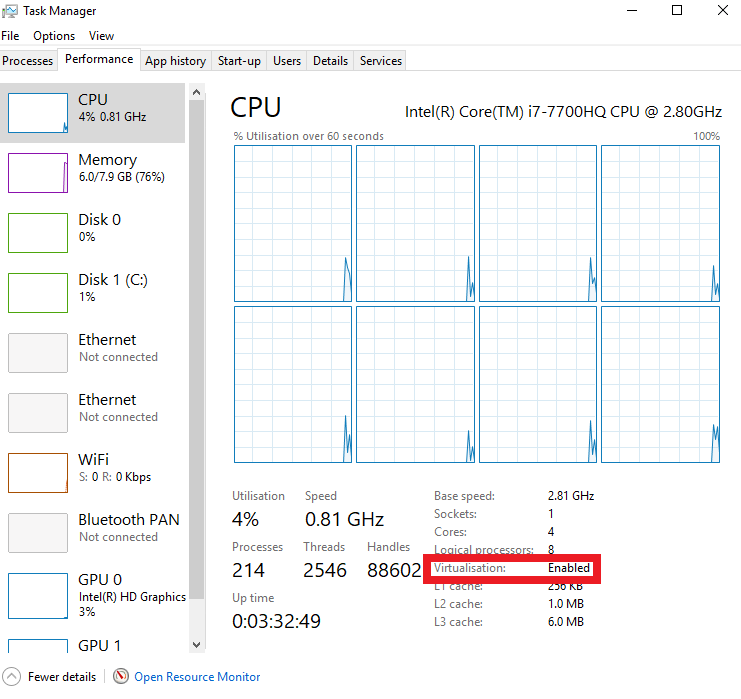 Task Manager
File Options View
Processes Performance App history Start-up Users Details Services
CPU
4% 0.81 GHz
Memory
6.0/7.9 GB (76%)
Disk 0
0%
Disk 1 (C:)
1%
Ethernet
Not connected
Ethernet
Not connected
WiFi
S: 0 R: 0 Kbps
Bluetooth PAN
Not connected
GPU 0
Intel(R) HD Graphics
3%
GPU 1
CPU Intel(R) Core(TM) i7-7700HQ CPU @ 2.80GHz
% Utilisation over 60 seconds 100%
Utilisation Speed
4% 0.81 GHz
Processes Threads Handles
214 2546 88602
Up time
0:03:32:49
Base speed: 2.81 GHz
Sockets: 1
Cores: 4
Logical processors: 8
Virtualisation: Enabled
L1 cache: 256 KB
L2 cache: 1.0 MB
L3 cache: 6.0 MB
Fewer details Open Resource Monitor